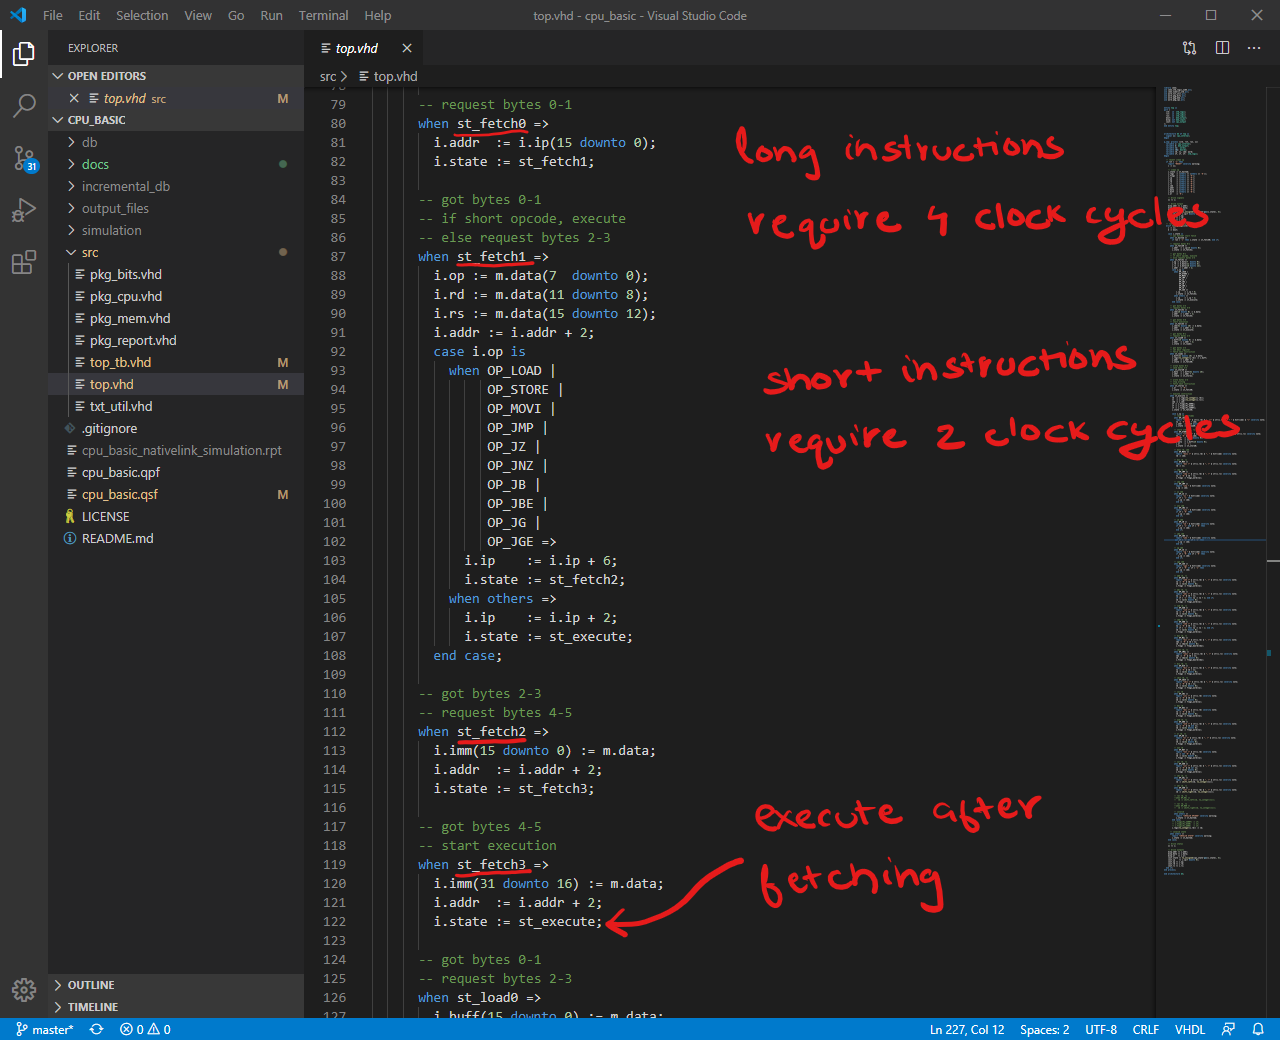 File Edit Selection View Go Run Terminal Help top.vhd - cpu_basic - Visual Studio Code
EXPLORER
OPEN EDITORS
top.vhd src M
CPU_BASIC
db
docs
incremental_db
output_files
simulation
src
pkg_bits.vhd
pkg_cpu.vhd
pkg_mem.vhd
pkg_report.vhd
top_tb.vhd M
top.vhd M
txt_util.vhd
.gitignore
cpu_basic_nativelink_simulation.rpt
cpu_basic.qpf
cpu_basic.qsf M
LICENSE
README.md
OUTLINE
TIMELINE
31
top.vhd
src > top.vhd
79 -- request bytes 0-1
80 when st_fetch0 =>
81 i.addr := i.ip(15 downto 0);
82 i.state := st_fetch1;
83
84 -- got bytes 0-1
85 -- if short opcode, execute
86 -- else request bytes 2-3
87 when st_fetch1 =>
88 i.op := m.data(7 downto 0);
89 i.rd := m.data(11 downto 8);
90 i.rs := m.data(15 downto 12);
91 i.addr := i.addr + 2;
92 case i.op is
93 when OP_LOAD |
94 OP_STORE |
95 OP_MOVI |
96 OP_JMP |
97 OP_JZ |
98 OP_JNZ |
99 OP_JB |
100 OP_JBE |
101 OP_JG |
102 OP_JGE =>
103 i.ip := i.ip + 6;
104 i.state := st_fetch2;
105 when others =>
106 i.ip := i.ip + 2;
107 i.state := st_execute;
108 end case;
109
110 -- got bytes 2-3
111 -- request bytes 4-5
112 when st_fetch2 =>
113 i.imm(15 downto 0) := m.data;
114 i.addr := i.addr + 2;
115 i.state := st_fetch3;
116
117 -- got bytes 4-5
118 -- start execution
119 when st_fetch3 =>
120 i.imm(31 downto 16) := m.data;
121 i.addr := i.addr + 2;
122 i.state := st_execute;
123
124 -- got bytes 0-1
125 -- request bytes 2-3
126 when st_load0 =>
127 i.buff(15 downto 0) := m.data;
long instructions
require 4 clock cycles
short instructions
require 2 clock cycles
execute after
fetching
master* 0 0 Ln 227, Col 12 Spaces: 2 UTF-8 CRLF VHDL